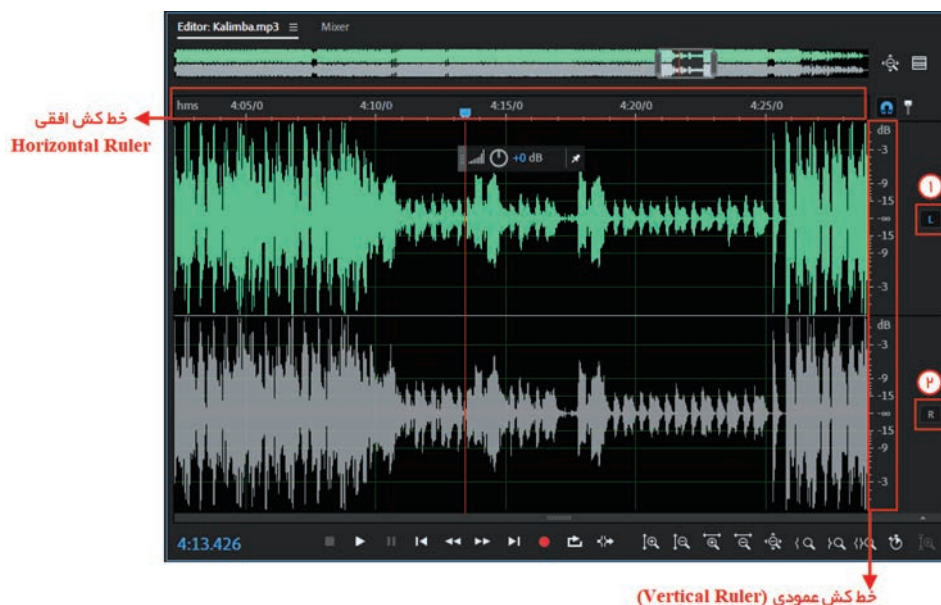 Editor: Kalimba.mp3 Mixer
hms 4:05/0 4:10/0 4:15/0 4:20/0 4:25/0
خط کش افقی
Horizontal Ruler
+0 dB
dB
-3
-9
-15
-∞
-15
-9
-3
۱
L
dB
-3
-9
-15
-∞
-15
-9
-3
۲
R
4:13.426
خط کش عمودی (Vertical Ruler)